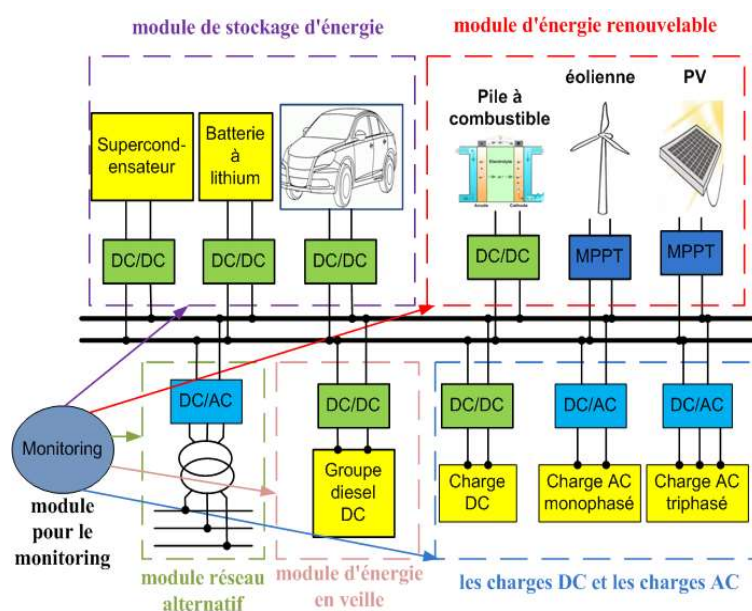 module de stockage d'énergie
module d'énergie renouvelable
Supercond-
ensateur
Batterie
à
lithium
Pile à
combustible
éolienne
PV
Electrolyte
Anode
Cathode
DC/DC
DC/DC
DC/DC
DC/DC
MPPT
MPPT
DC/AC
DC/DC
DC/DC
DC/AC
DC/AC
Monitoring
module
pour le
monitoring
Groupe
diesel
DC
Charge
DC
Charge AC
monophasé
Charge AC
triphasé
module réseau
alternatif
module d'énergie
en veille
les charges DC et les charges AC